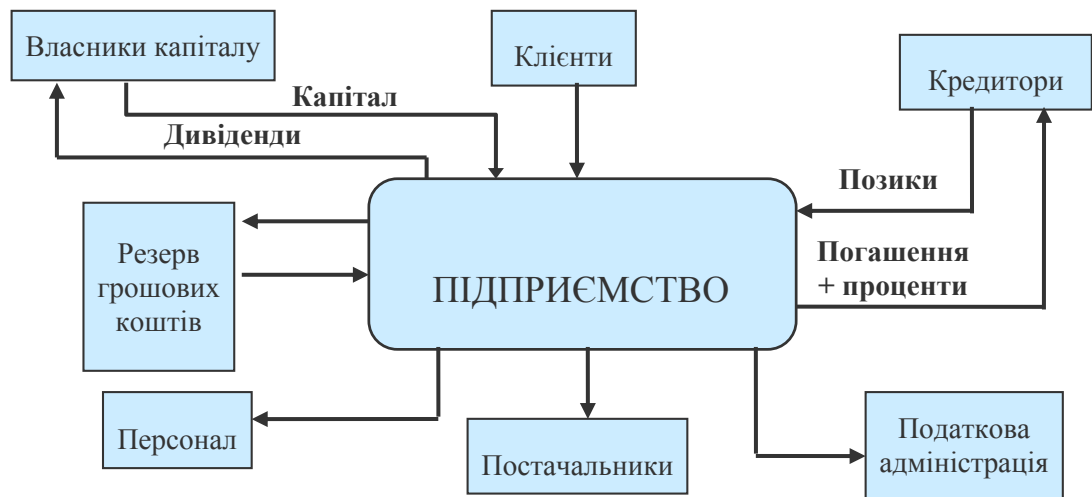 Власники капіталу
Клієнти
Кредитори
Капітал
Дивіденди
Позики
Резерв
грошових
коштів
ПІДПРИЄМСТВО
Погашення
+ проценти
Персонал
Постачальники
Податкова
адміністрація